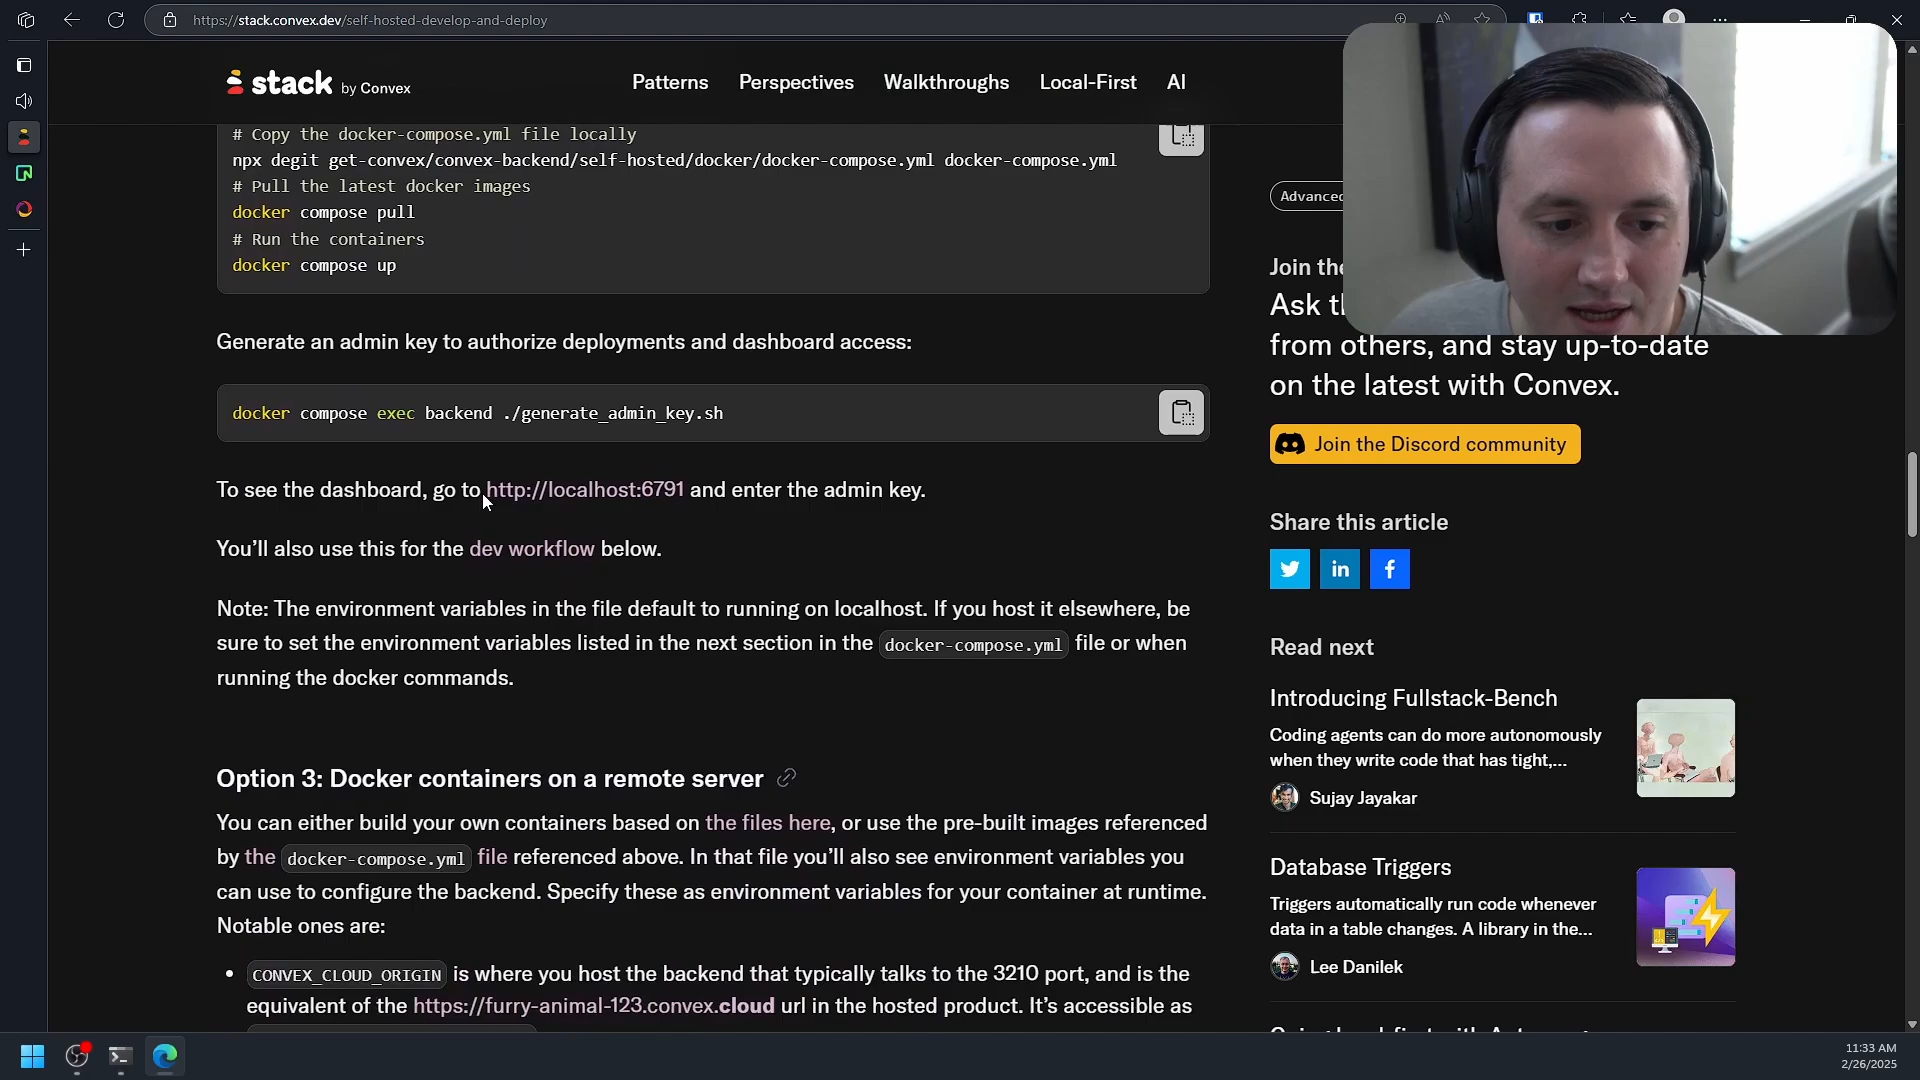 https://stack.convex.dev/self-hosted-develop-and-deploy
stack by Convex
Patterns
Perspectives
Walkthroughs
Local-First
AI
# Copy the docker-compose.yml file locally
npx degit get-convex/convex-backend/self-hosted/docker/docker-compose.yml docker-compose.yml
# Pull the latest docker images
docker compose pull
# Run the containers
docker compose up
Generate an admin key to authorize deployments and dashboard access:
docker compose exec backend ./generate_admin_key.sh
To see the dashboard, go to http://localhost:6791 and enter the admin key.
You'll also use this for the dev workflow below.
Note: The environment variables in the file default to running on localhost. If you host it elsewhere, be
sure to set the environment variables listed in the next section in the docker-compose.yml file or when
running the docker commands.
Option 3: Docker containers on a remote server
You can either build your own containers based on the files here, or use the pre-built images referenced
by the docker-compose.yml file referenced above. In that file you'll also see environment variables you
can use to configure the backend. Specify these as environment variables for your container at runtime.
Notable ones are:
• CONVEX_CLOUD_ORIGIN is where you host the backend that typically talks to the 3210 port, and is the
equivalent of the https://furry-animal-123.convex.cloud url in the hosted product. It's accessible as
Advanced
Join the
Ask
from others, and stay up-to-date
on the latest with Convex.
Join the Discord community
Share this article
Read next
Introducing Fullstack-Bench
Coding agents can do more autonomously
when they write code that has tight,...
Sujay Jayakar
Database Triggers
Triggers automatically run code whenever
data in a table changes. A library in the...
Lee Danilek
11:33 AM
2/26/2025